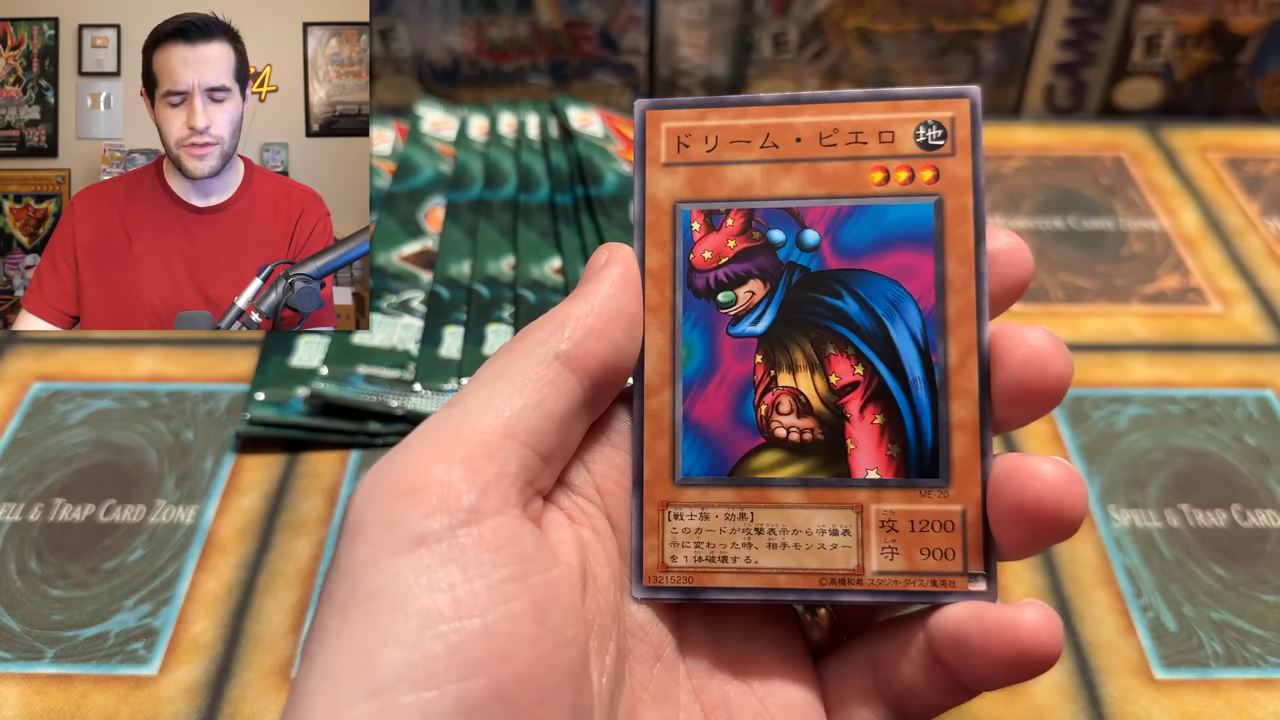 ドリーム・ピエロ 地
ME-20
【戦士族・効果】
このカードが攻撃表示から守備表
示に変わった時、相手モンスター
を1体破壊する。
攻 1200
守 900
13215230
©高橋和希 スタジオ・ダイス/集英社
MONSTER CARD ZONE
SPELL & TRAP CARD ZONE
SPELL & TRAP CARD
GAME
E
E